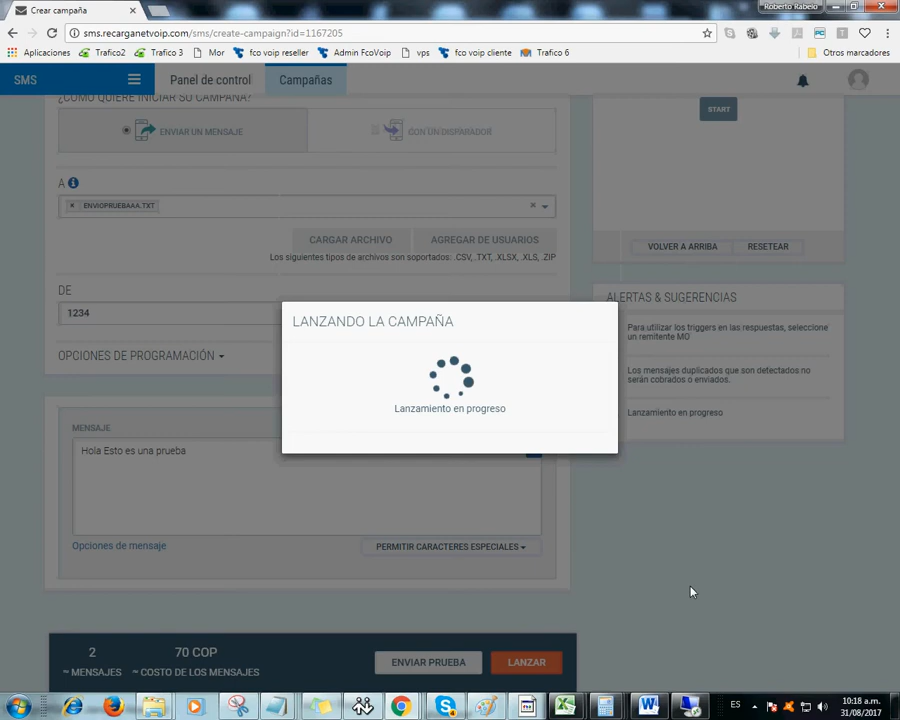 Crear campaña
Roberto Rabelo
sms.recarganetvoip.com/sms/create-campaign?id=1167205
Aplicaciones Trafico2 Trafico 3 Mor fco voip reseller Admin FcoVoip vps fco voip cliente Trafico 6 Otros marcadores
SMS Panel de control Campañas
¿CÓMO QUIERE INICIAR SU CAMPAÑA?
ENVIAR UN MENSAJE CON UN DISPARADOR
START
A
ENVIOPRUEBAAA.TXT
CARGAR ARCHIVO AGREGAR DE USUARIOS
VOLVER A ARRIBA RESETEAR
Los siguientes tipos de archivos son soportados: .CSV, .TXT, .XLSX, .XLS, .ZIP
DE
1234
ALERTAS & SUGERENCIAS
Para utilizar los triggers en las respuestas, seleccione
un remitente MO
Los mensajes duplicados que son detectados no
serán cobrados o enviados.
Lanzamiento en progreso
LANZANDO LA CAMPAÑA
Lanzamiento en progreso
OPCIONES DE PROGRAMACIÓN
MENSAJE
Hola Esto es una prueba
Opciones de mensaje
PERMITIR CARACTERES ESPECIALES
2 70 COP
≈ MENSAJES ≈ COSTO DE LOS MENSAJES
ENVIAR PRUEBA LANZAR
ES
10:18 a.m.
31/08/2017